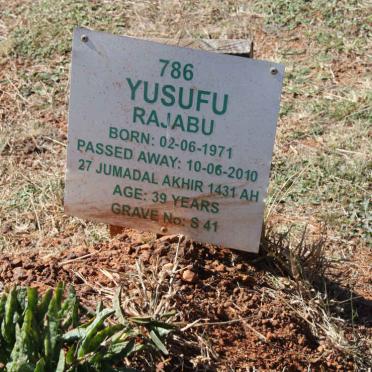 786
YUSUFU
RAJABU
BORN: 02-06-1971
PASSED AWAY: 10-06-2010
27 JUMADAL AKHIR 1431 AH
AGE: 39 YEARS
GRAVE No: S 41